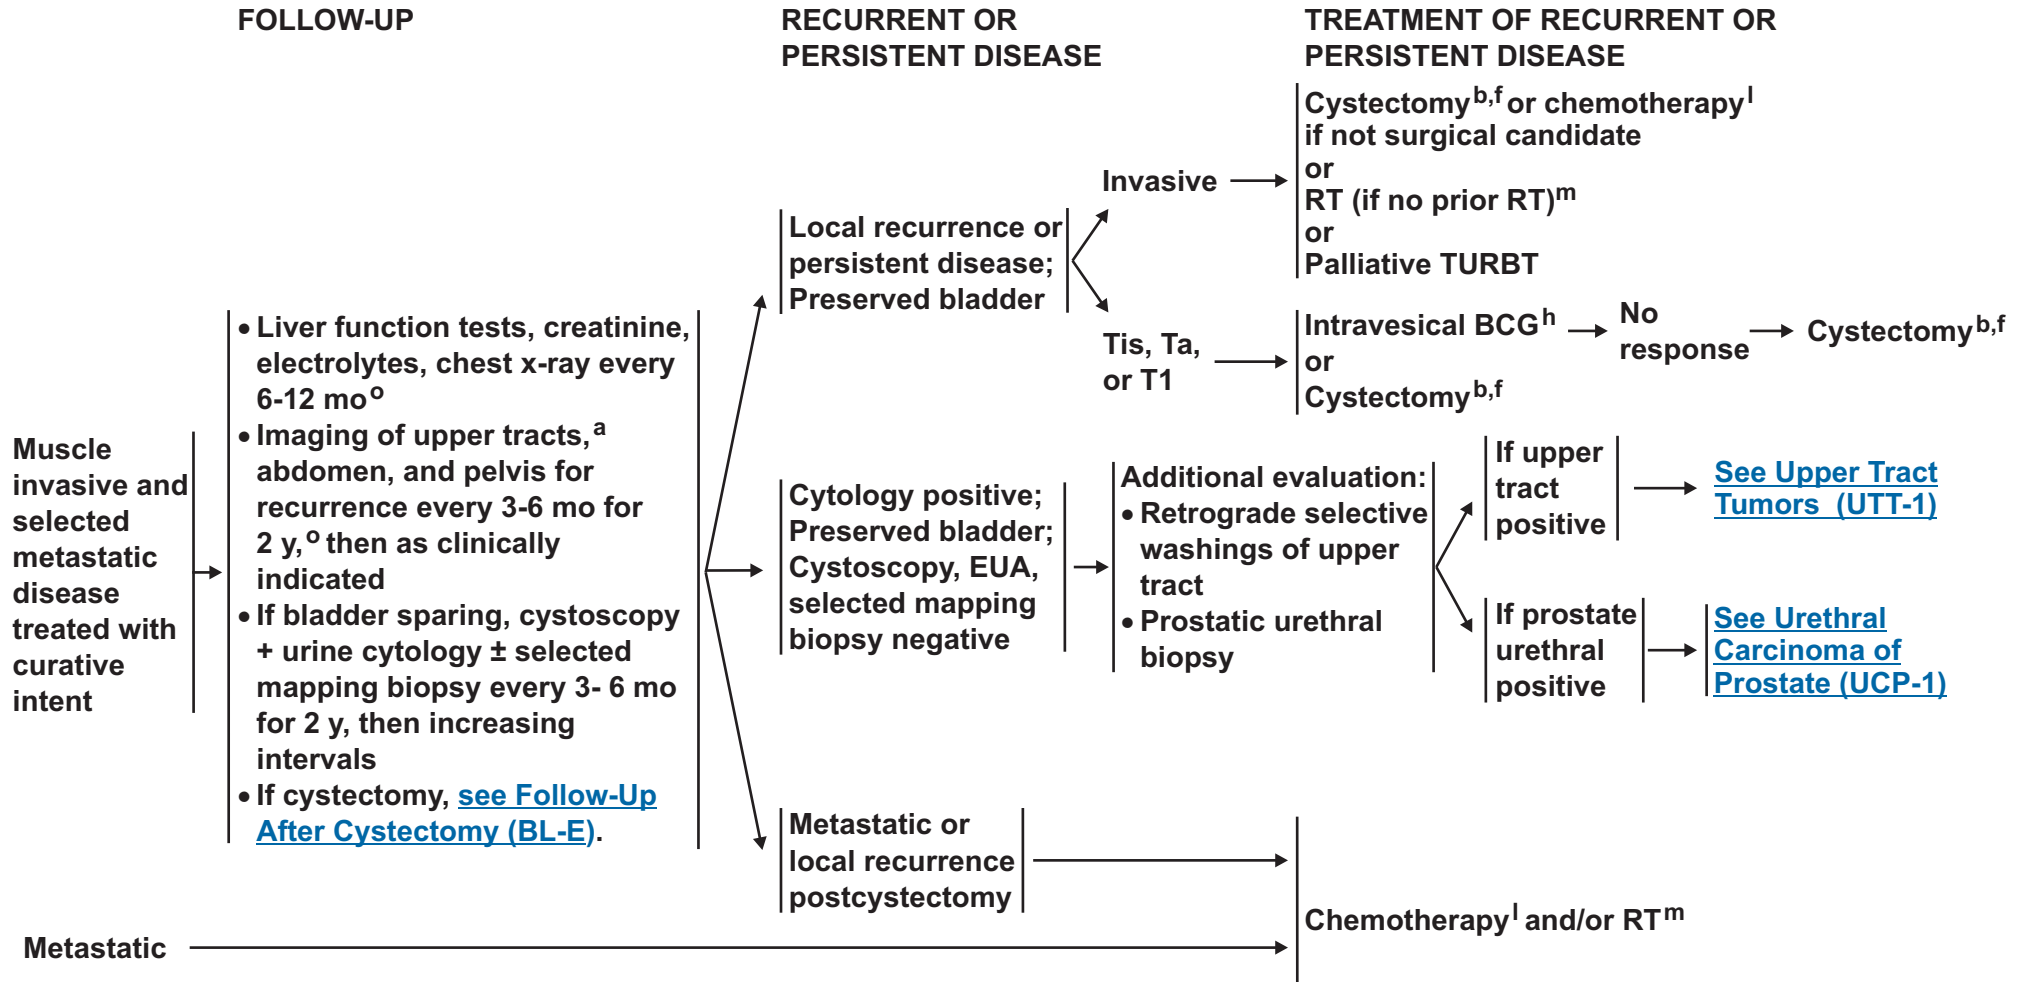 FOLLOW-UP
RECURRENT OR
PERSISTENT DISEASE
TREATMENT OF RECURRENT OR
PERSISTENT DISEASE
Muscle
invasive and
selected
metastatic
disease
treated with
curative
intent
• Liver function tests, creatinine,
electrolytes, chest x-ray every
6-12 mo^o
• Imaging of upper tracts,^a
abdomen, and pelvis for
recurrence every 3-6 mo for
2 y,^o then as clinically
indicated
• If bladder sparing, cystoscopy
+ urine cytology ± selected
mapping biopsy every 3- 6 mo
for 2 y, then increasing
intervals
• If cystectomy, see Follow-Up
After Cystectomy (BL-E).
Local recurrence or
persistent disease;
Preserved bladder
Invasive
Cystectomy^b,f or chemotherapy^l
if not surgical candidate
or
RT (if no prior RT)^m
or
Palliative TURBT
Tis, Ta,
or T1
Intravesical BCG^h
or
Cystectomy^b,f
No
response
Cystectomy^b,f
Cytology positive;
Preserved bladder;
Cystoscopy, EUA,
selected mapping
biopsy negative
Additional evaluation:
• Retrograde selective
washings of upper
tract
• Prostatic urethral
biopsy
If upper
tract
positive
See Upper Tract
Tumors (UTT-1)
If prostate
urethral
positive
See Urethral
Carcinoma of
Prostate (UCP-1)
Metastatic or
local recurrence
postcystectomy
Metastatic
Chemotherapy^l and/or RT^m